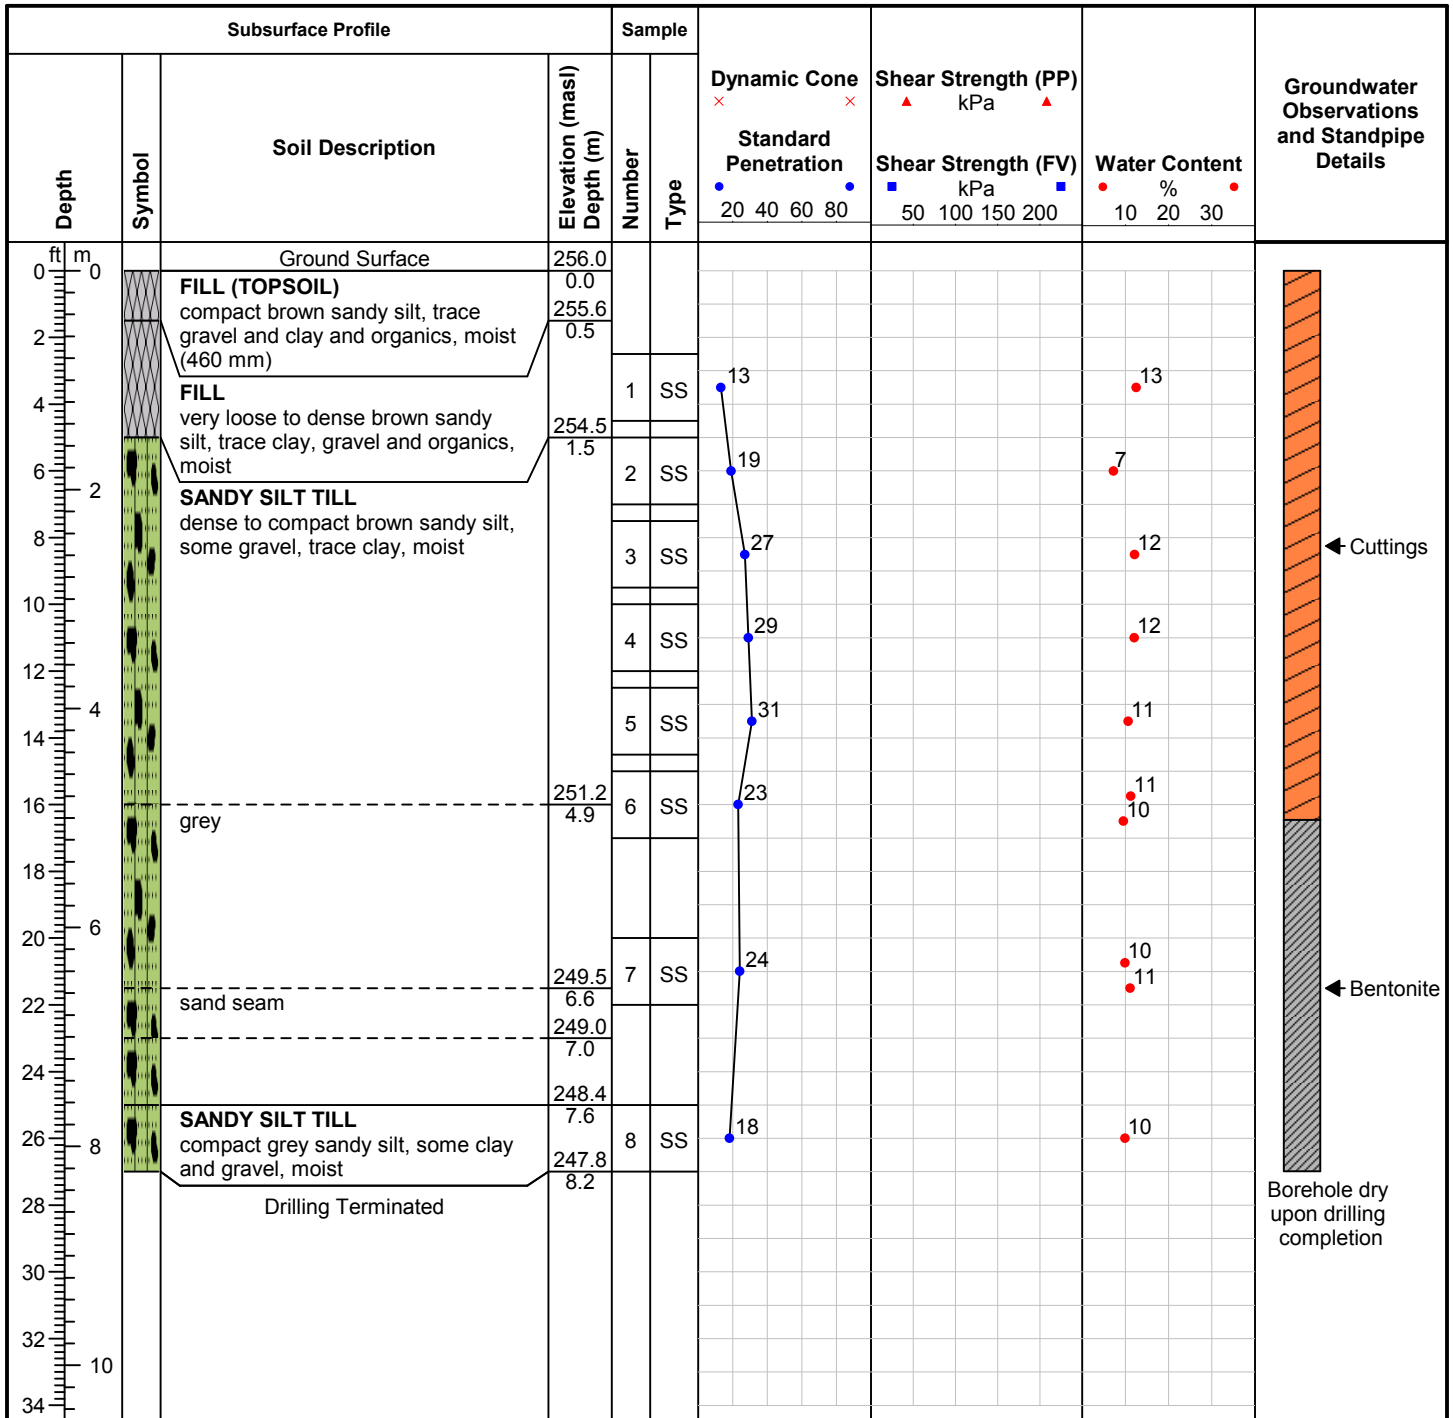 Subsurface Profile
Sample
Depth
Symbol
Soil Description
Elevation (masl)
Depth (m)
Number
Type
Dynamic Cone
Standard
Penetration
20 40 60 80
Shear Strength (PP)
kPa
Shear Strength (FV)
kPa
50 100 150 200
Water Content
%
10 20 30
Groundwater
Observations
and Standpipe
Details
ft m
0 0
2
4
6
2
8
10
12
4
14
16
18
6
20
22
24
26
8
28
30
32
10
34
Ground Surface
256.0
0.0
FILL (TOPSOIL)
compact brown sandy silt, trace
gravel and clay and organics, moist
(460 mm)
255.6
0.5
FILL
very loose to dense brown sandy
silt, trace clay, gravel and organics,
moist
254.5
1.5
SANDY SILT TILL
dense to compact brown sandy silt,
some gravel, trace clay, moist
251.2
4.9
grey
249.5
6.6
sand seam
249.0
7.0
248.4
7.6
SANDY SILT TILL
compact grey sandy silt, some clay
and gravel, moist
247.8
8.2
Drilling Terminated
1 SS 13 13
2 SS 19 7
3 SS 27 12
4 SS 29 12
5 SS 31 11
6 SS 23 11
10
7 SS 24 10
11
8 SS 18 10
Cuttings
Bentonite
Borehole dry
upon drilling
completion